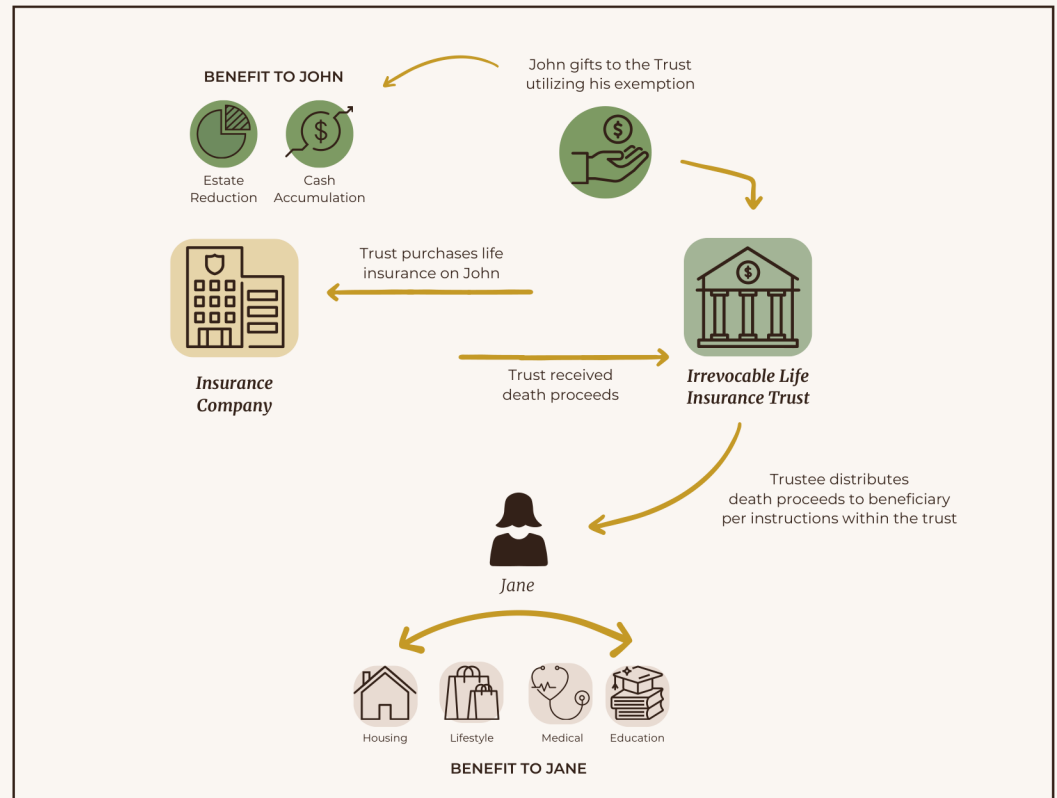 BENEFIT TO JOHN
John gifts to the Trust
utilizing his exemption
Estate
Reduction
Cash
Accumulation
Trust purchases life
insurance on John
Insurance
Company
Trust received
death proceeds
Irrevocable Life
Insurance Trust
Trustee distributes
death proceeds to beneficiary
per instructions within the trust
Jane
Housing
Lifestyle
Medical
Education
BENEFIT TO JANE